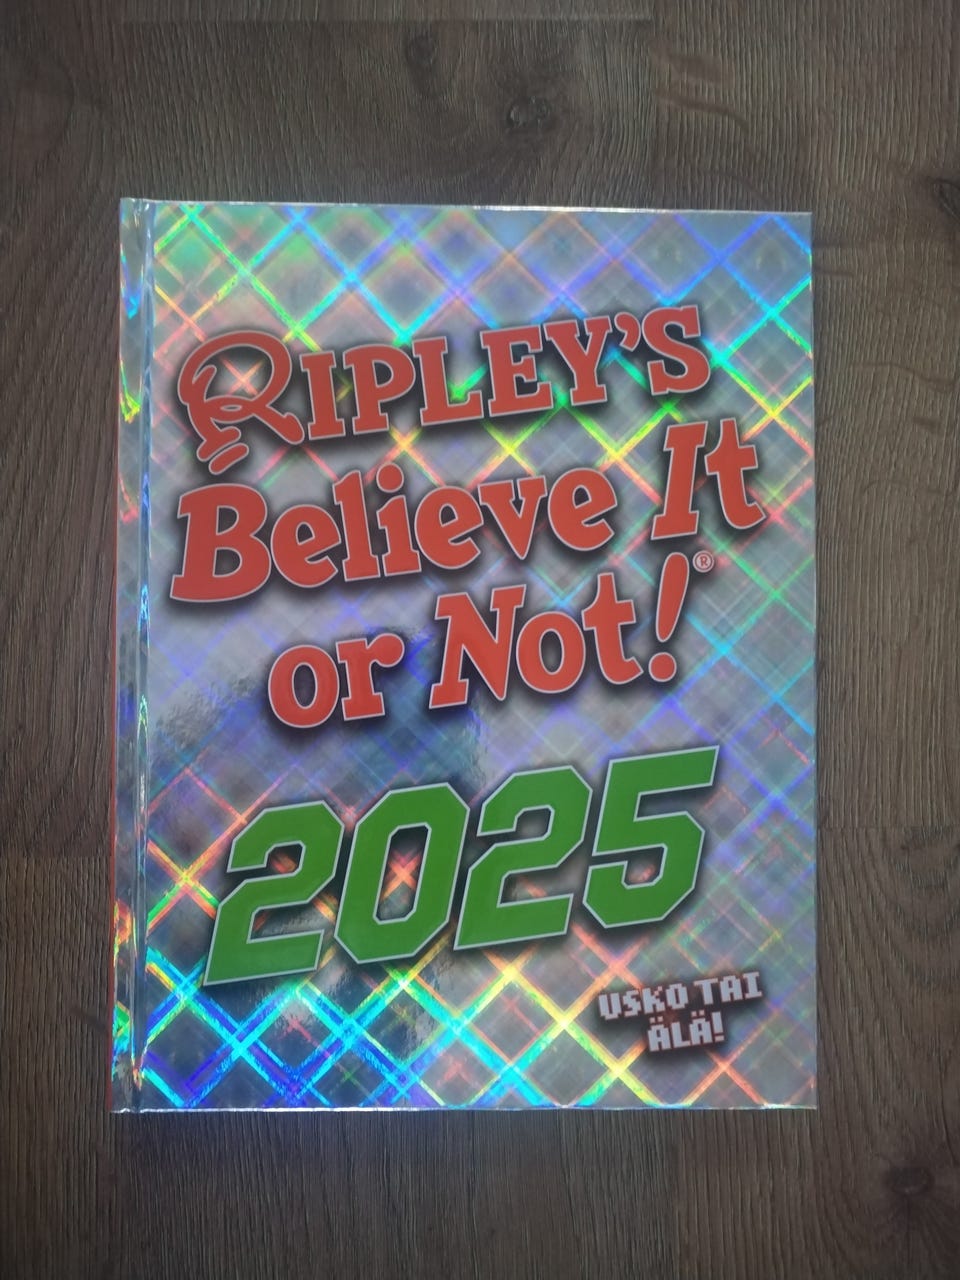 RIPLEY'S
Believe It
or Not!®
2025
USKO TAI
ÄLÄ!